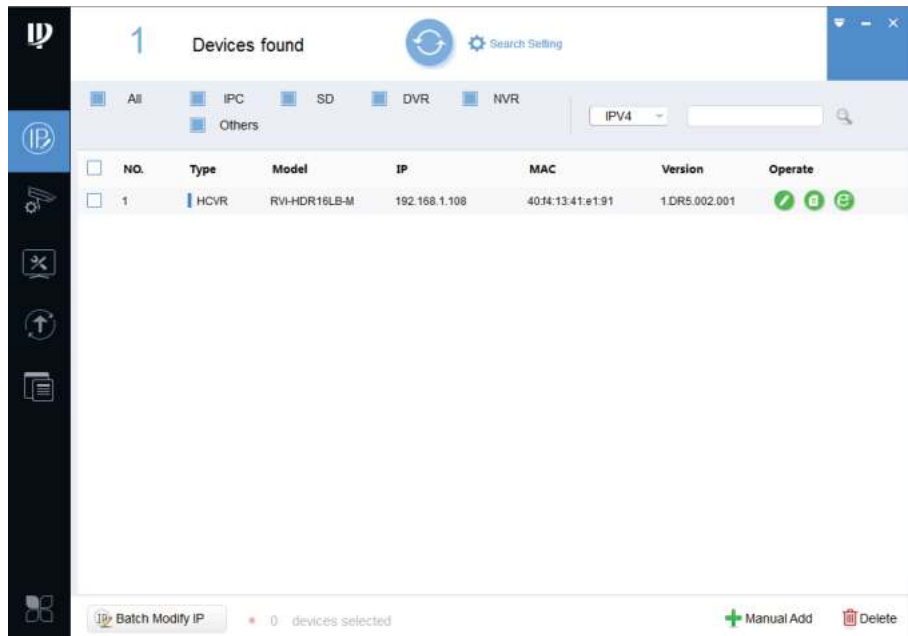 1 Devices found Search Setting
All IPC SD DVR NVR
Others
IPV4
NO. Type Model IP MAC Version Operate
1 HCVR RVI-HDR16LB-M 192.168.1.108 40:f4:13:41:e1:91 1.DR5.002.001
Batch Modify IP 0 devices selected Manual Add Delete